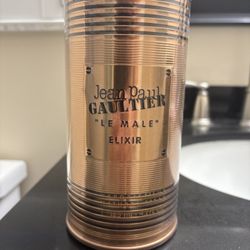 Jean Paul
GAULTIER
"LE MALE"
ELIXIR